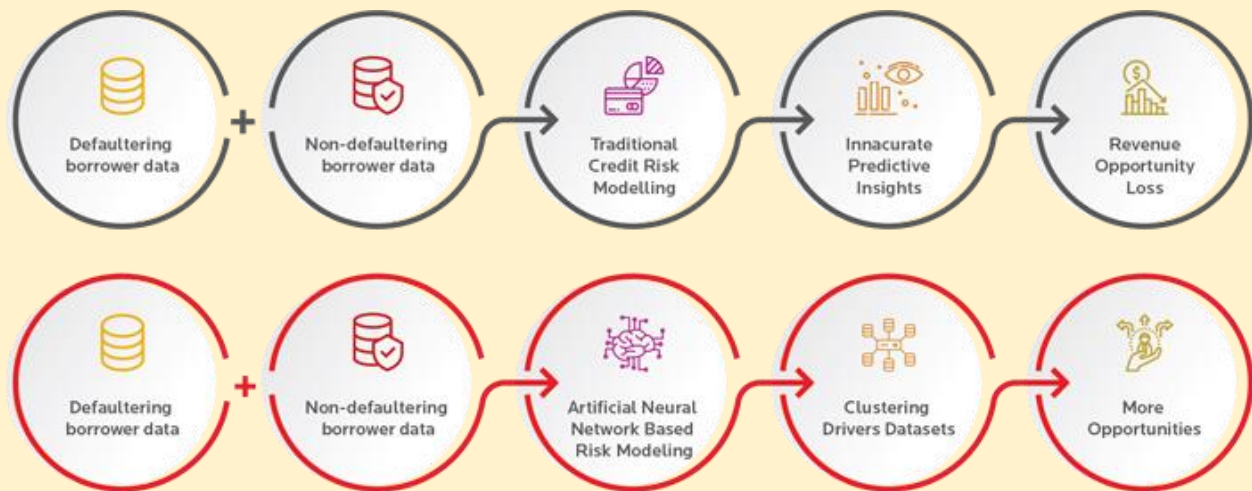 Defaultering
borrower data
+
Non-defaultering
borrower data
Traditional
Credit Risk
Modelling
Innacurate
Predictive
Insights
$
Revenue
Opportunity
Loss
Defaultering
borrower data
+
Non-defaultering
borrower data
Artificial Neural
Network Based
Risk Modeling
Clustering
Drivers Datasets
More
Opportunities